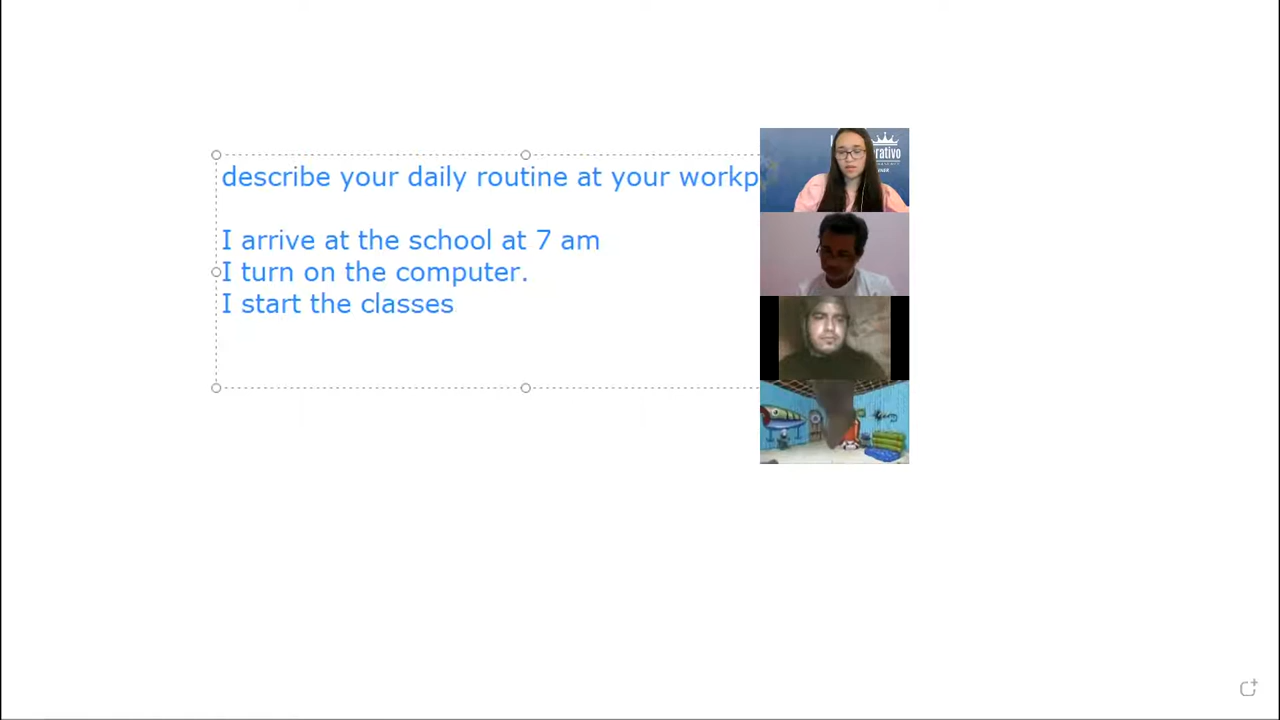 describe your daily routine at your workp
I arrive at the school at 7 am
I turn on the computer.
I start the classes